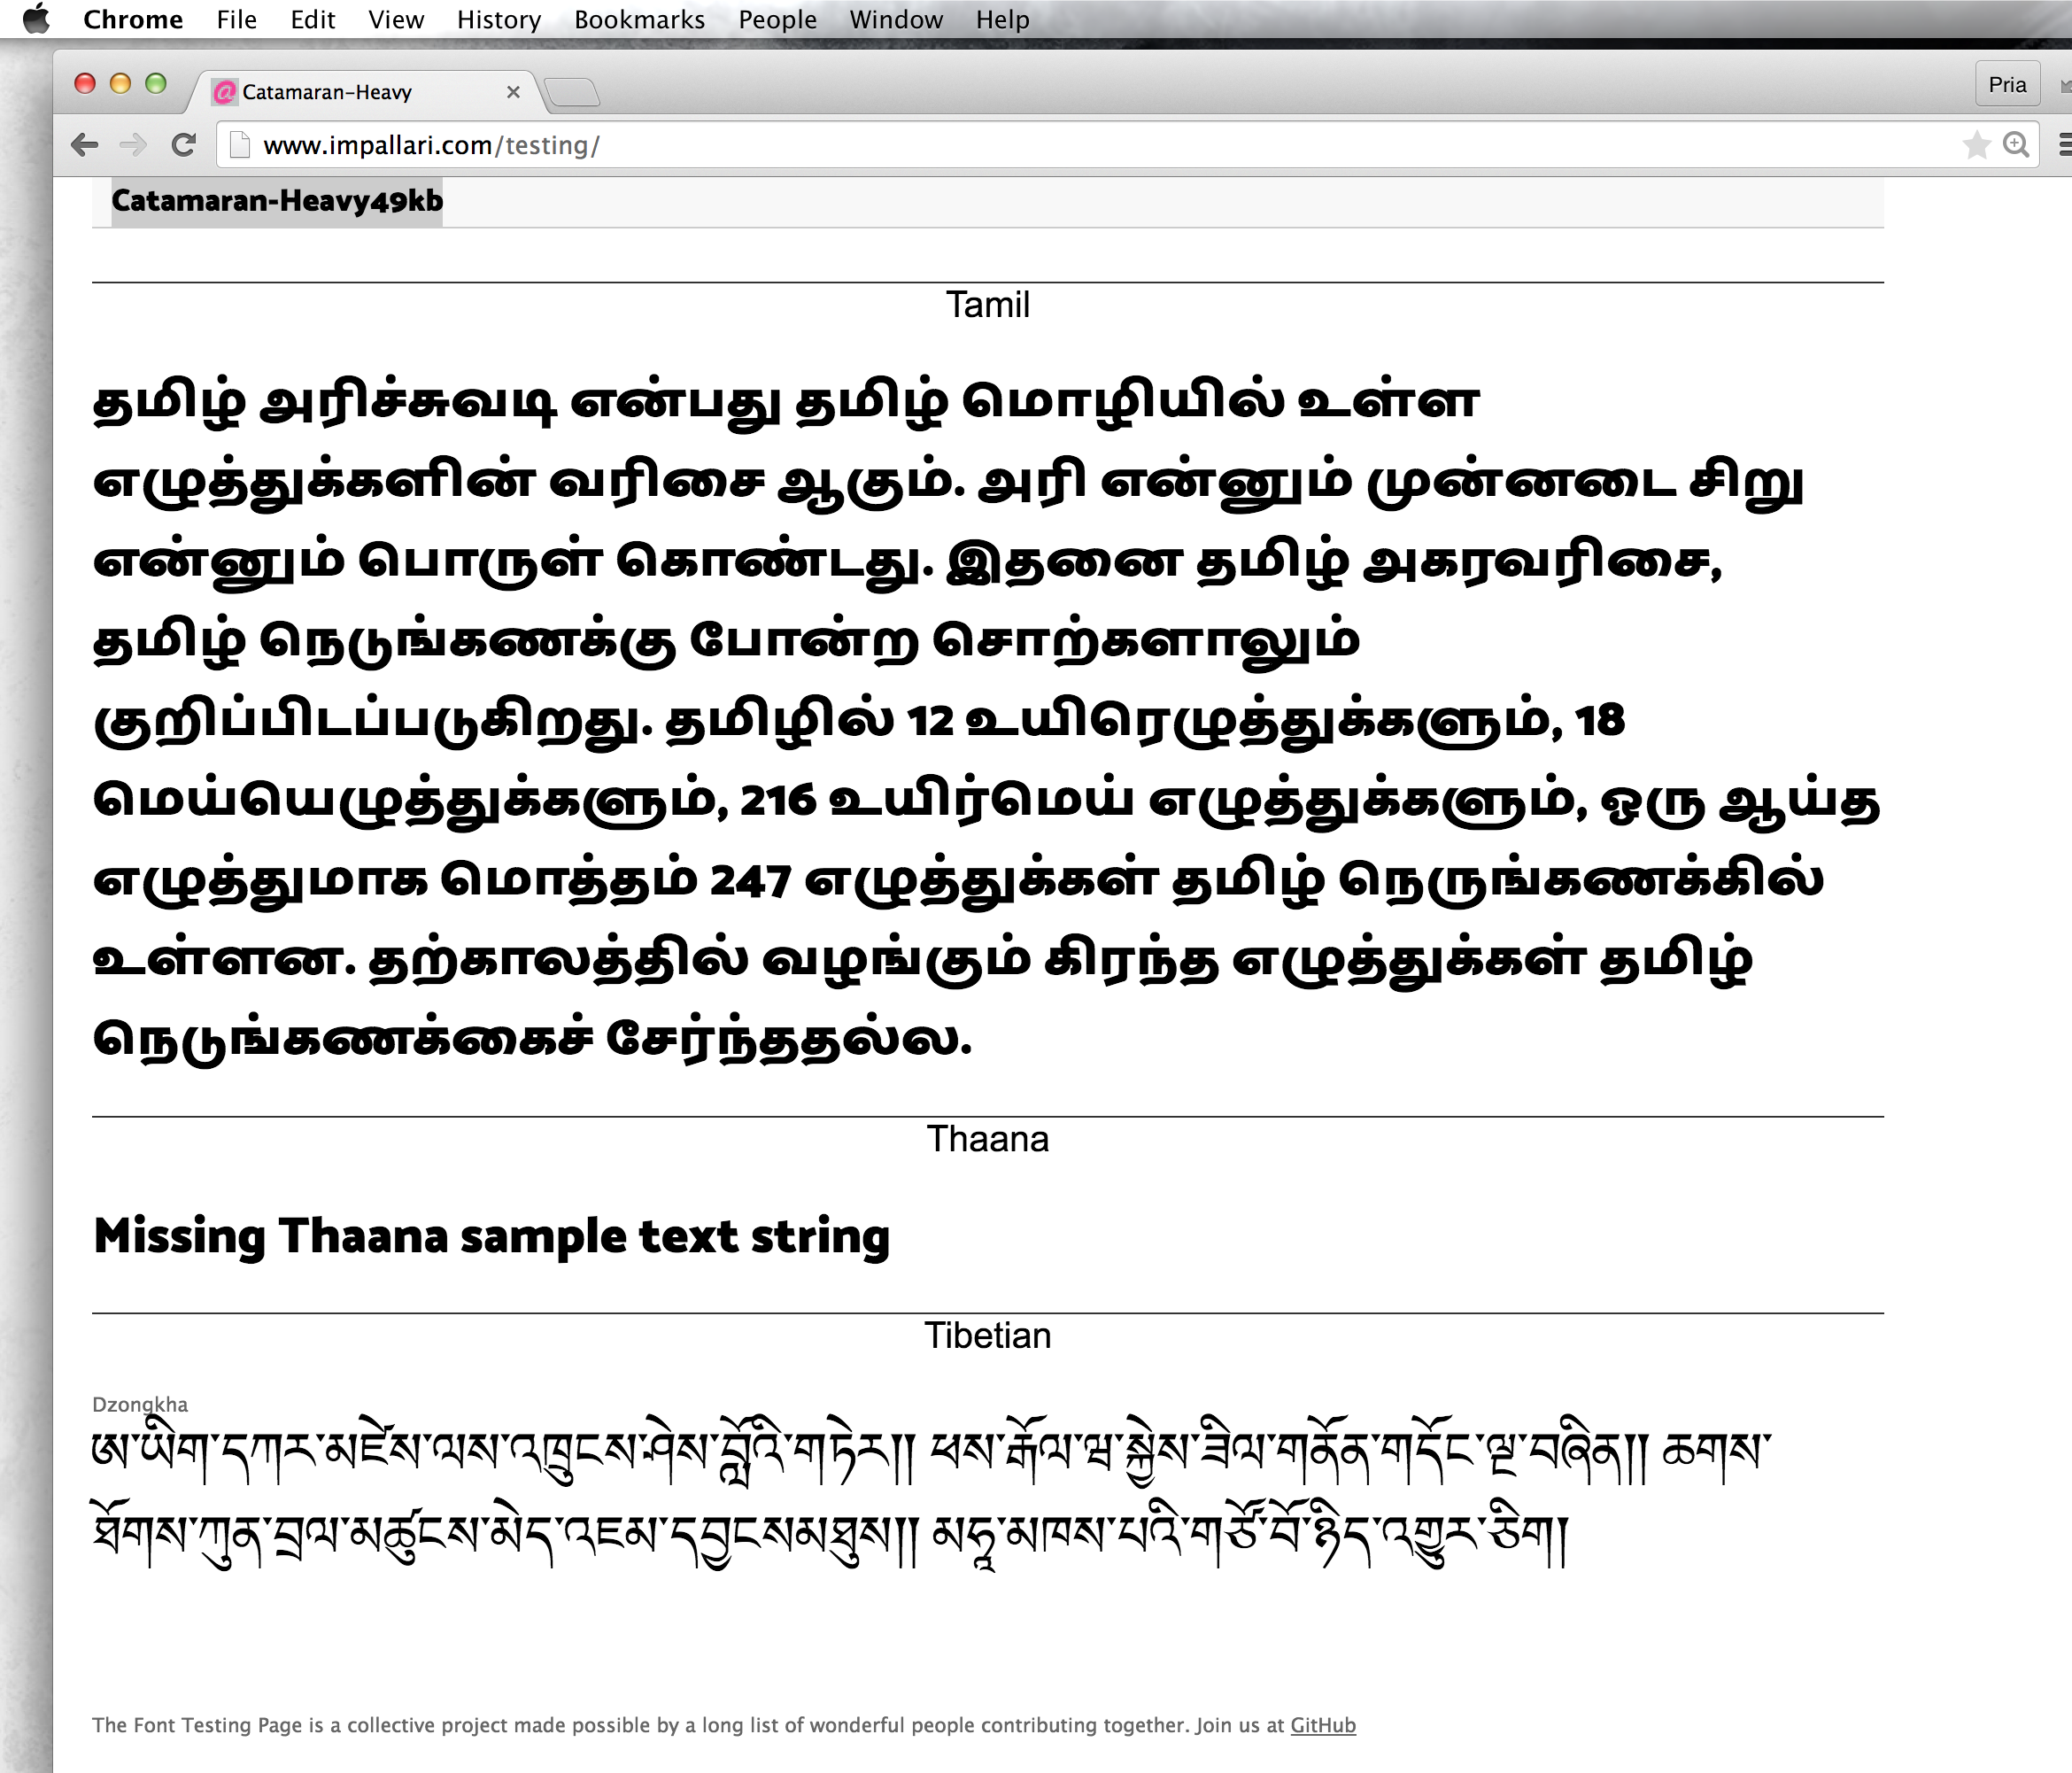 Chrome File Edit View History Bookmarks People Window Help
Catamaran-Heavy
Pria
www.impallari.com/testing/
Catamaran-Heavy49kb
Tamil
தமிழ் அரிச்சுவடி என்பது தமிழ் மொழியில் உள்ள
எழுத்துக்களின் வரிசை ஆகும். அரி என்னும் முன்னடை சிறு
என்னும் பொருள் கொண்டது. இதனை தமிழ் அகரவரிசை,
தமிழ் நெடுங்கணக்கு போன்ற சொற்களாலும்
குறிப்பிடப்படுகிறது. தமிழில் 12 உயிரெழுத்துக்களும், 18
மெய்யெழுத்துக்களும், 216 உயிர்மெய் எழுத்துக்களும், ஒரு ஆய்த
எழுத்துமாக மொத்தம் 247 எழுத்துக்கள் தமிழ் நெருங்கணக்கில்
உள்ளன. தற்காலத்தில் வழங்கும் கிரந்த எழுத்துக்கள் தமிழ்
நெடுங்கணக்கைச் சேர்ந்ததல்ல.
Thaana
Missing Thaana sample text string
Tibetian
Dzongkha
ཨ་ཡིག་དཀར་མཛེས་ལས་འཁྲུངས་ཤེས་བློའི་གཏེར༎ ཕས་རྒོལ་ཝ་སྐྱེས་ཟིལ་གནོན་གདོང་ལྔ་བཞིན༎ ཆགས་
ཐོགས་ཀུན་བྲལ་མཚུངས་མེད་འཇམ་དབྱངསམཐུས༎ མཧཱ་མཁས་པའི་གཙོ་བོ་ཉིད་འགྱུར་ཅིག།
The Font Testing Page is a collective project made possible by a long list of wonderful people contributing together. Join us at GitHub